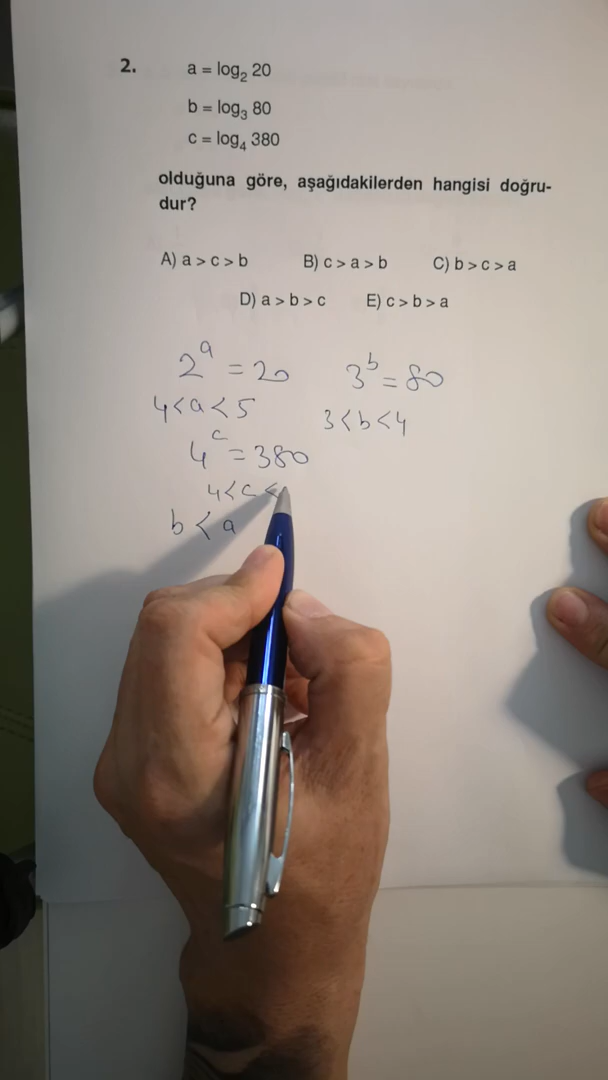 2. a = log₂ 20
b = log₃ 80
c = log₄ 380
olduğuna göre, aşağıdakilerden hangisi doğru-
dur?
A) a > c > b B) c > a > b C) b > c > a
D) a > b > c E) c > b > a
2ᵃ = 20 3ᵇ = 80
4 < a < 5 3 < b < 4
4ᶜ = 380
4 < c <
b < a